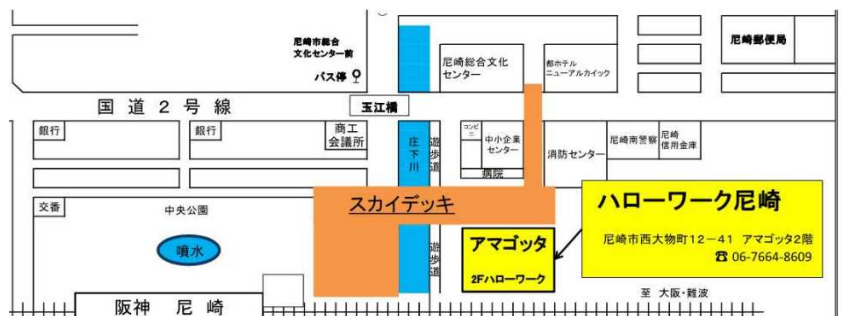 尼崎市総合
文化センター前
バス停
尼崎総合文化
センター
都ホテル
ニューアルカイック
尼崎郵便局
国道2号線
玉江橋
銀行
銀行
商工
会議所
庄下川
遊歩道
コンビニ
中小企業
センター
病院
消防センター
尼崎南警察
尼崎
信用金庫
交番
中央公園
噴水
スカイデッキ
遊歩道
アマゴッタ
2Fハローワーク
ハローワーク尼崎
尼崎市西大物町12-41 アマゴッタ2階
☎ 06-7664-8609
阪神 尼崎
至 大阪・難波